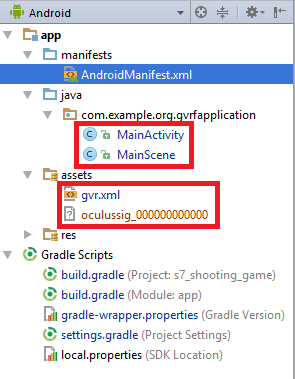 Android
app
manifests
AndroidManifest.xml
java
com.example.org.gvrfapplication
MainActivity
MainScene
assets
gvr.xml
oculussig_000000000000
res
Gradle Scripts
build.gradle (Project: s7_shooting_game)
build.gradle (Module: app)
gradle-wrapper.properties (Gradle Version)
settings.gradle (Project Settings)
local.properties (SDK Location)